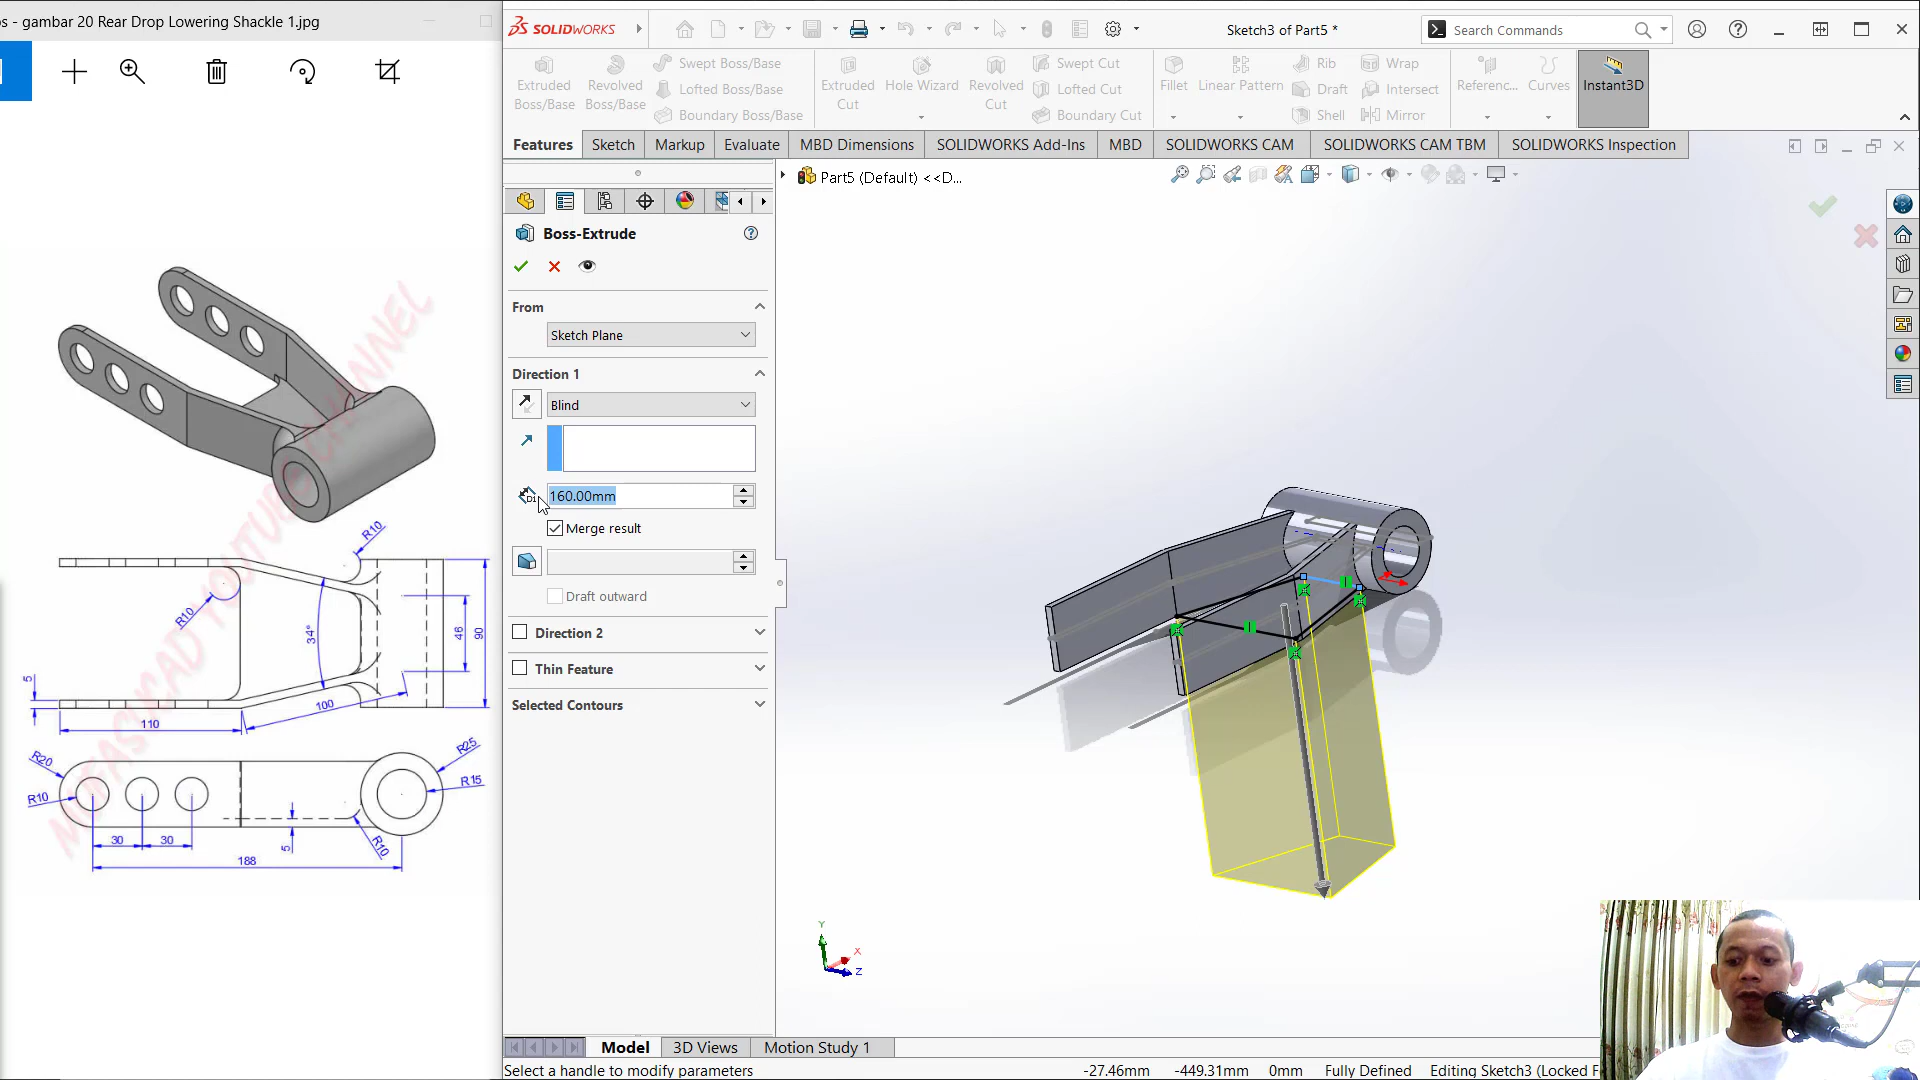 os - gambar 20 Rear Drop Lowering Shackle 1.jpg
SOLIDWORKS
Sketch3 of Part5 *
Search Commands
Extruded Boss/Base
Revolved Boss/Base
Swept Boss/Base
Lofted Boss/Base
Boundary Boss/Base
Extruded Cut
Hole Wizard
Revolved Cut
Swept Cut
Lofted Cut
Boundary Cut
Fillet
Linear Pattern
Rib
Draft
Shell
Wrap
Intersect
Mirror
Referenc...
Curves
Instant3D
Features
Sketch
Markup
Evaluate
MBD Dimensions
SOLIDWORKS Add-Ins
MBD
SOLIDWORKS CAM
SOLIDWORKS CAM TBM
SOLIDWORKS Inspection
Part5 (Default) <<D...
Boss-Extrude
From
Sketch Plane
Direction 1
Blind
160.00mm
Merge result
Draft outward
Direction 2
Thin Feature
Selected Contours
MUFASUCAD YOUTUBE CHANNEL
R10
R10
34°
46
90
5
100
110
R20
R25
R10
R15
30
30
5
R10
188
Y
X
Z
Model
3D Views
Motion Study 1
Select a handle to modify parameters
-27.46mm
-449.31mm
0mm
Fully Defined
Editing Sketch3 (Locked F